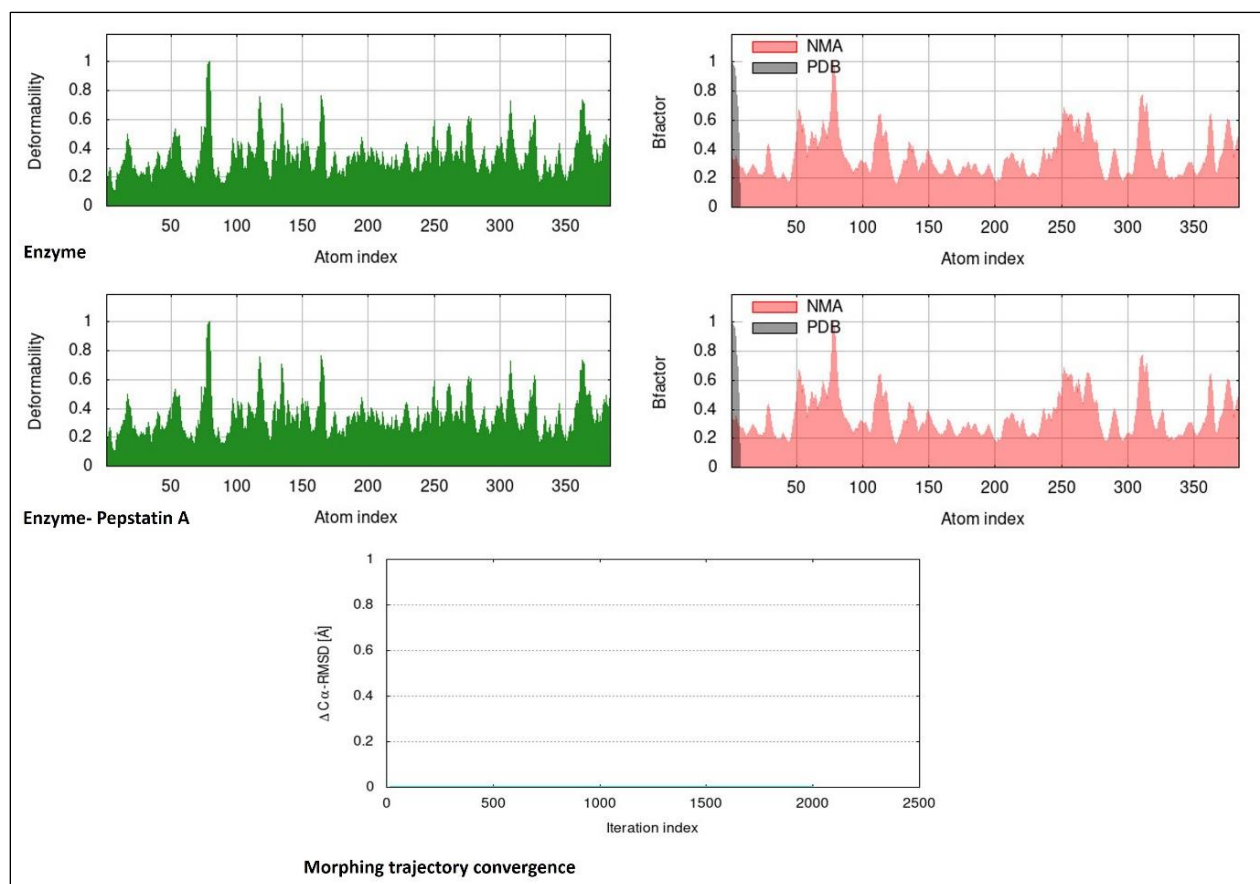 Deformability
1
0.8
0.6
0.4
0.2
0
50 100 150 200 250 300 350
Atom index
Enzyme
Bfactor
NMA
PDB
1
0.8
0.6
0.4
0.2
0
50 100 150 200 250 300 350
Atom index
Deformability
1
0.8
0.6
0.4
0.2
0
50 100 150 200 250 300 350
Atom index
Enzyme- Pepstatin A
Bfactor
NMA
PDB
1
0.8
0.6
0.4
0.2
0
50 100 150 200 250 300 350
Atom index
Δ Cα-RMSD [Å]
1
0.8
0.6
0.4
0.2
0
0 500 1000 1500 2000 2500
Iteration index
Morphing trajectory convergence